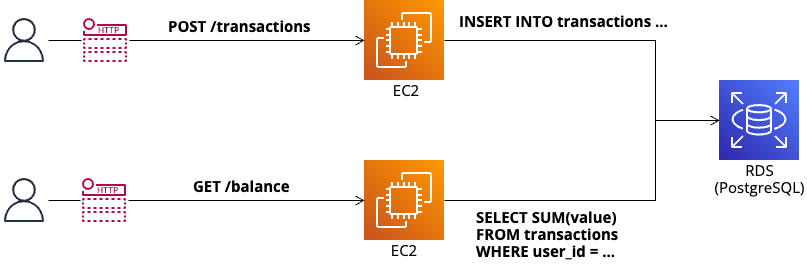 HTTP
POST /transactions
INSERT INTO transactions ...
EC2
RDS
(PostgreSQL)
HTTP
GET /balance
SELECT SUM(value)
FROM transactions
WHERE user_id = ...
EC2